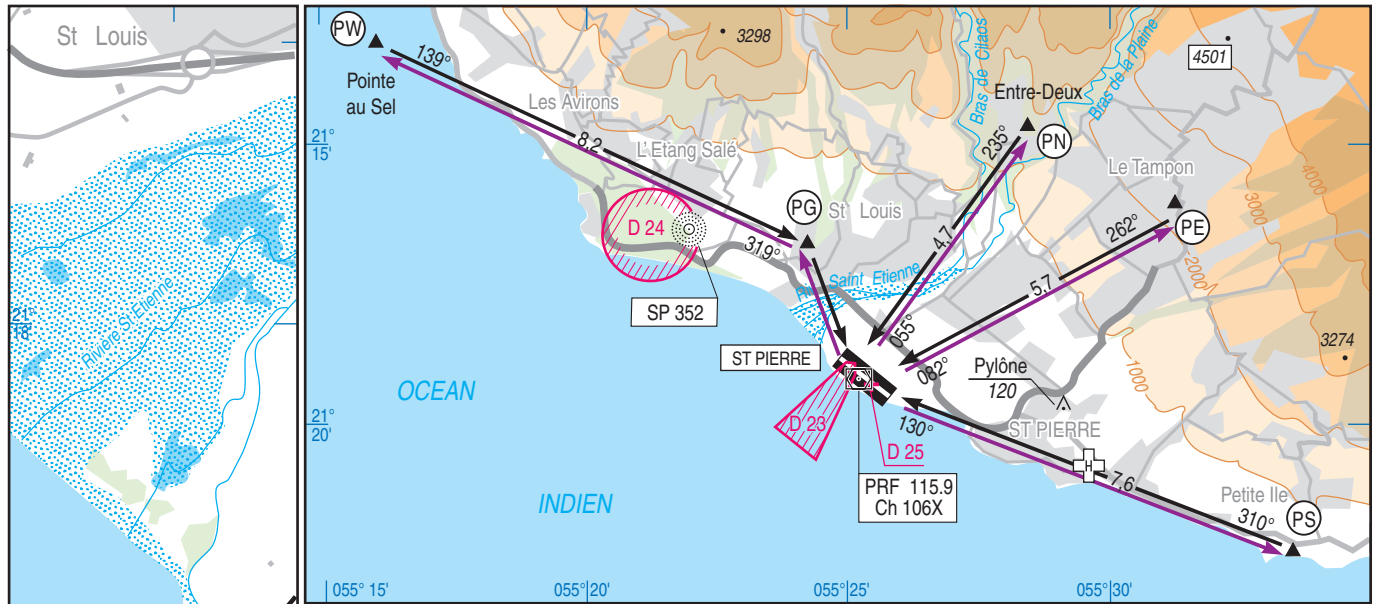 St Louis
21°
18'
Rivière St Etienne
PW
139°
Pointe
au Sel
3298
4501
Bras de Cilaos
Bras de la Plaine
Entre-Deux
Les Avirons
21°
15'
8,2
L' Etang Salé
235°
PN
Le Tampon
4000
3000
PG
St Louis
D 24
319°
4,7
262°
PE
2000
Saint Etienne
SP 352
5,7
055°
ST PIERRE
082°
3274
Pylône
120
1000
OCEAN
21°
20'
D 23
130°
ST PIERRE
D 25
PRF 115.9
Ch 106X
7,6
Petite Ile
310°
PS
INDIEN
H
055° 15'
055° 20'
055° 25'
055° 30'